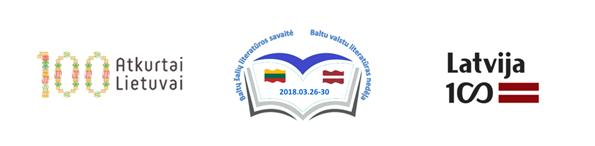 100 Atkurtai
Lietuvai
Baltų šalių literatūros savaitė
Baltu valstu literatūras nedēļa
2018.03.26-30
Latvija
100